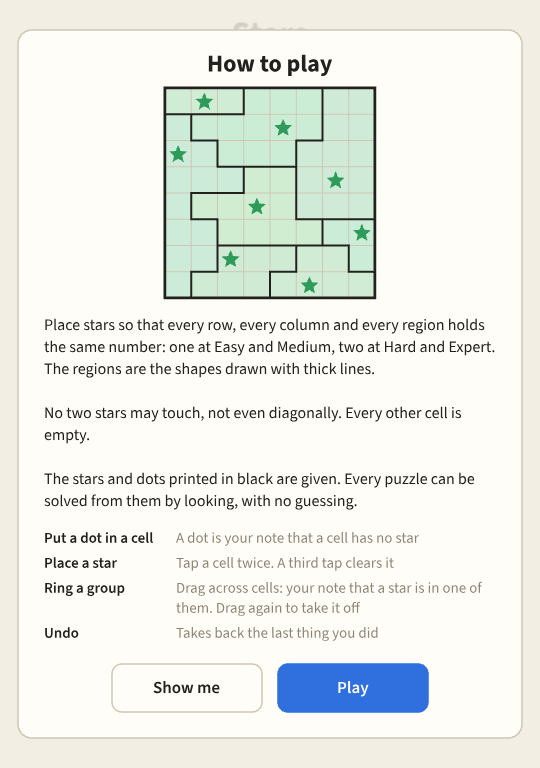 Stars
How to play
Place stars so that every row, every column and every region holds
the same number: one at Easy and Medium, two at Hard and Expert.
The regions are the shapes drawn with thick lines.
No two stars may touch, not even diagonally. Every other cell is
empty.
The stars and dots printed in black are given. Every puzzle can be
solved from them by looking, with no guessing.
Put a dot in a cell A dot is your note that a cell has no star
Place a star Tap a cell twice. A third tap clears it
Ring a group Drag across cells: your note that a star is in one of
them. Drag again to take it off
Undo Takes back the last thing you did
Show me Play